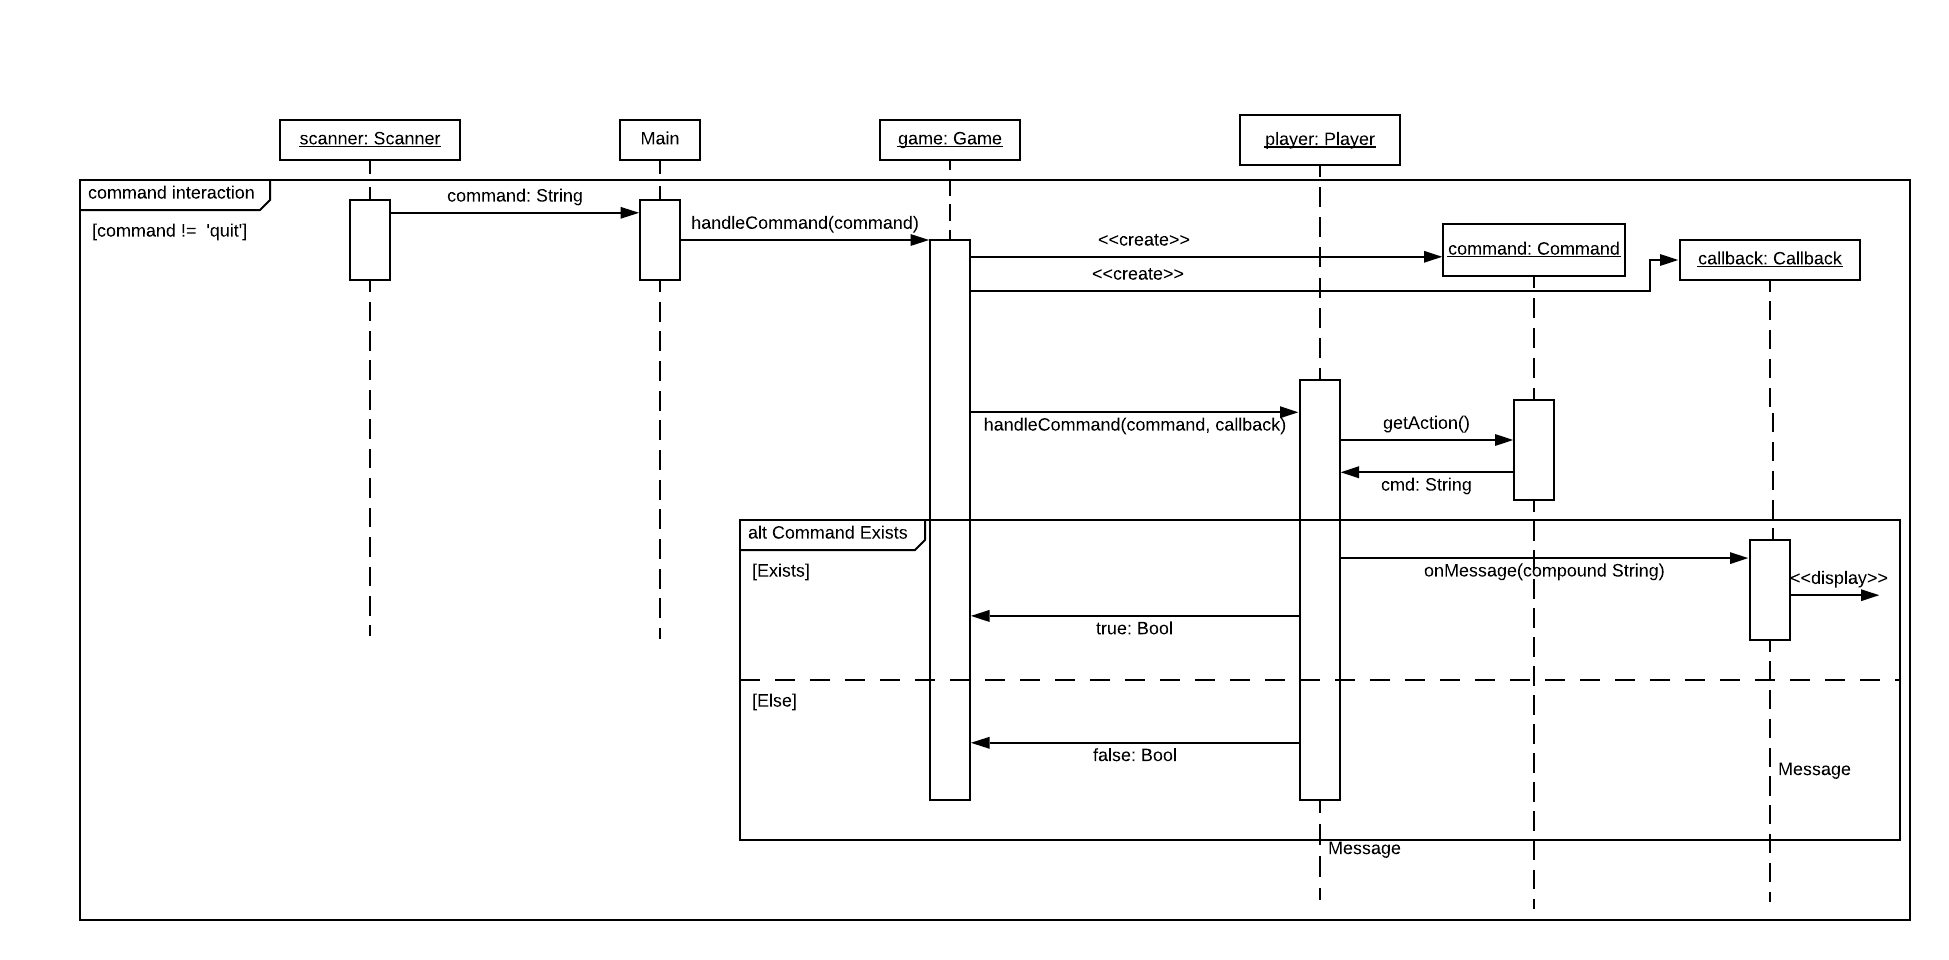 scanner: Scanner
Main
game: Game
player: Player
command interaction
[command !=  'quit']
command: String
handleCommand(command)
<<create>>
command: Command
<<create>>
callback: Callback
handleCommand(command, callback)
getAction()
cmd: String
alt Command Exists
[Exists]
onMessage(compound String)
<<display>>
true: Bool
[Else]
false: Bool
Message
Message